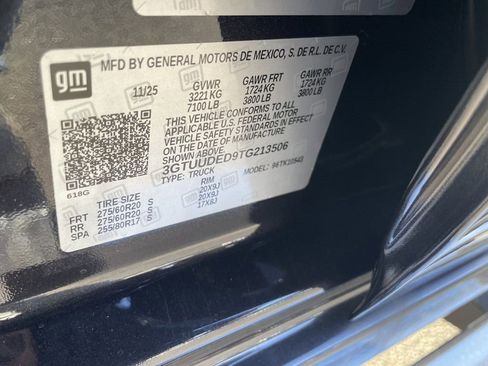 gm
MFD BY GENERAL MOTORS DE MEXICO, S. DE R.L. DE C.V.
11/25 GVWR GAWR FRT GAWR RR
3221 KG 1724 KG 1724 KG
7100 LB 3800 LB 3800 LB
THIS VEHICLE CONFORMS TO ALL APPLICABLE U.S. FEDERAL MOTOR
VEHICLE SAFETY STANDARDS IN EFFECT ON THE DATE OF
MANUFACTURE SHOWN ABOVE.
3GTUUDED9TG213506
TYPE: TRUCK MODEL: 96TK10543
618G
TIRE SIZE RIM
FRT 275/60R20 S 20X9J
RR 275/60R20 S 20X9J
SPA 255/80R17 S 17X8J